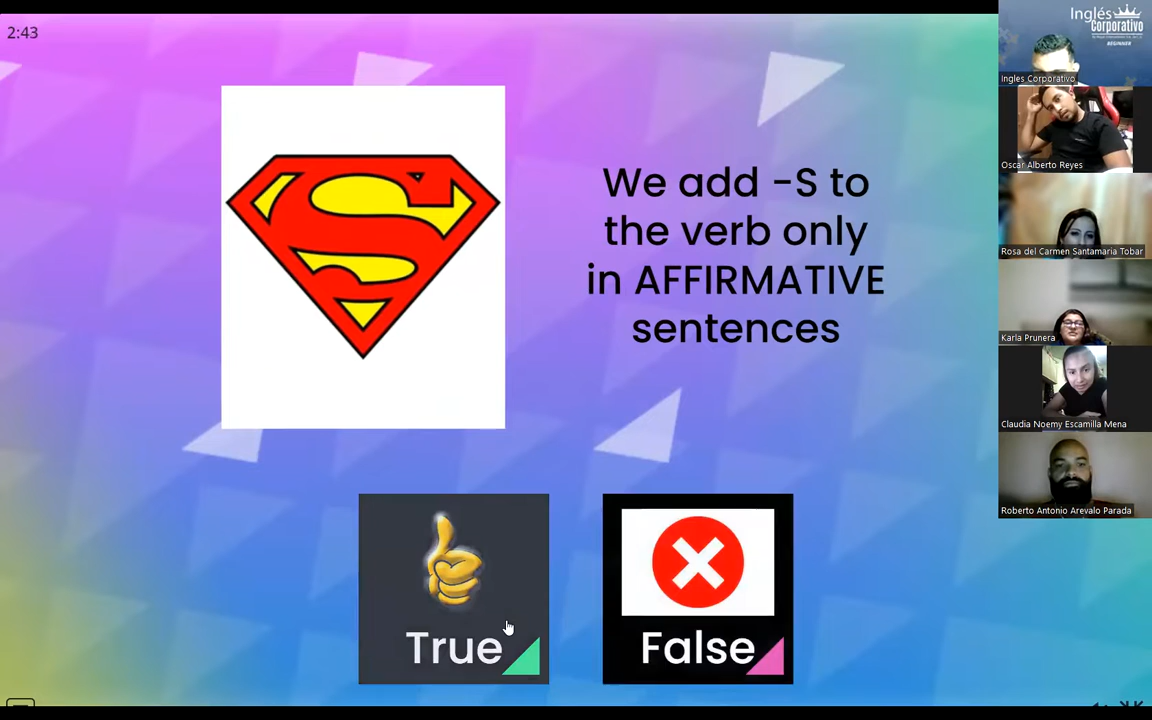 2:43
We add -S to
the verb only
in AFFIRMATIVE
sentences
True
False
Inglés
Corporativo
BEGINNER
Ingles Corporativo
Oscar Alberto Reyes
Rosa del Carmen Santamaria Tobar
Karla Prunera
Claudia Noemy Escamilla Mena
Roberto Antonio Arevalo Parada